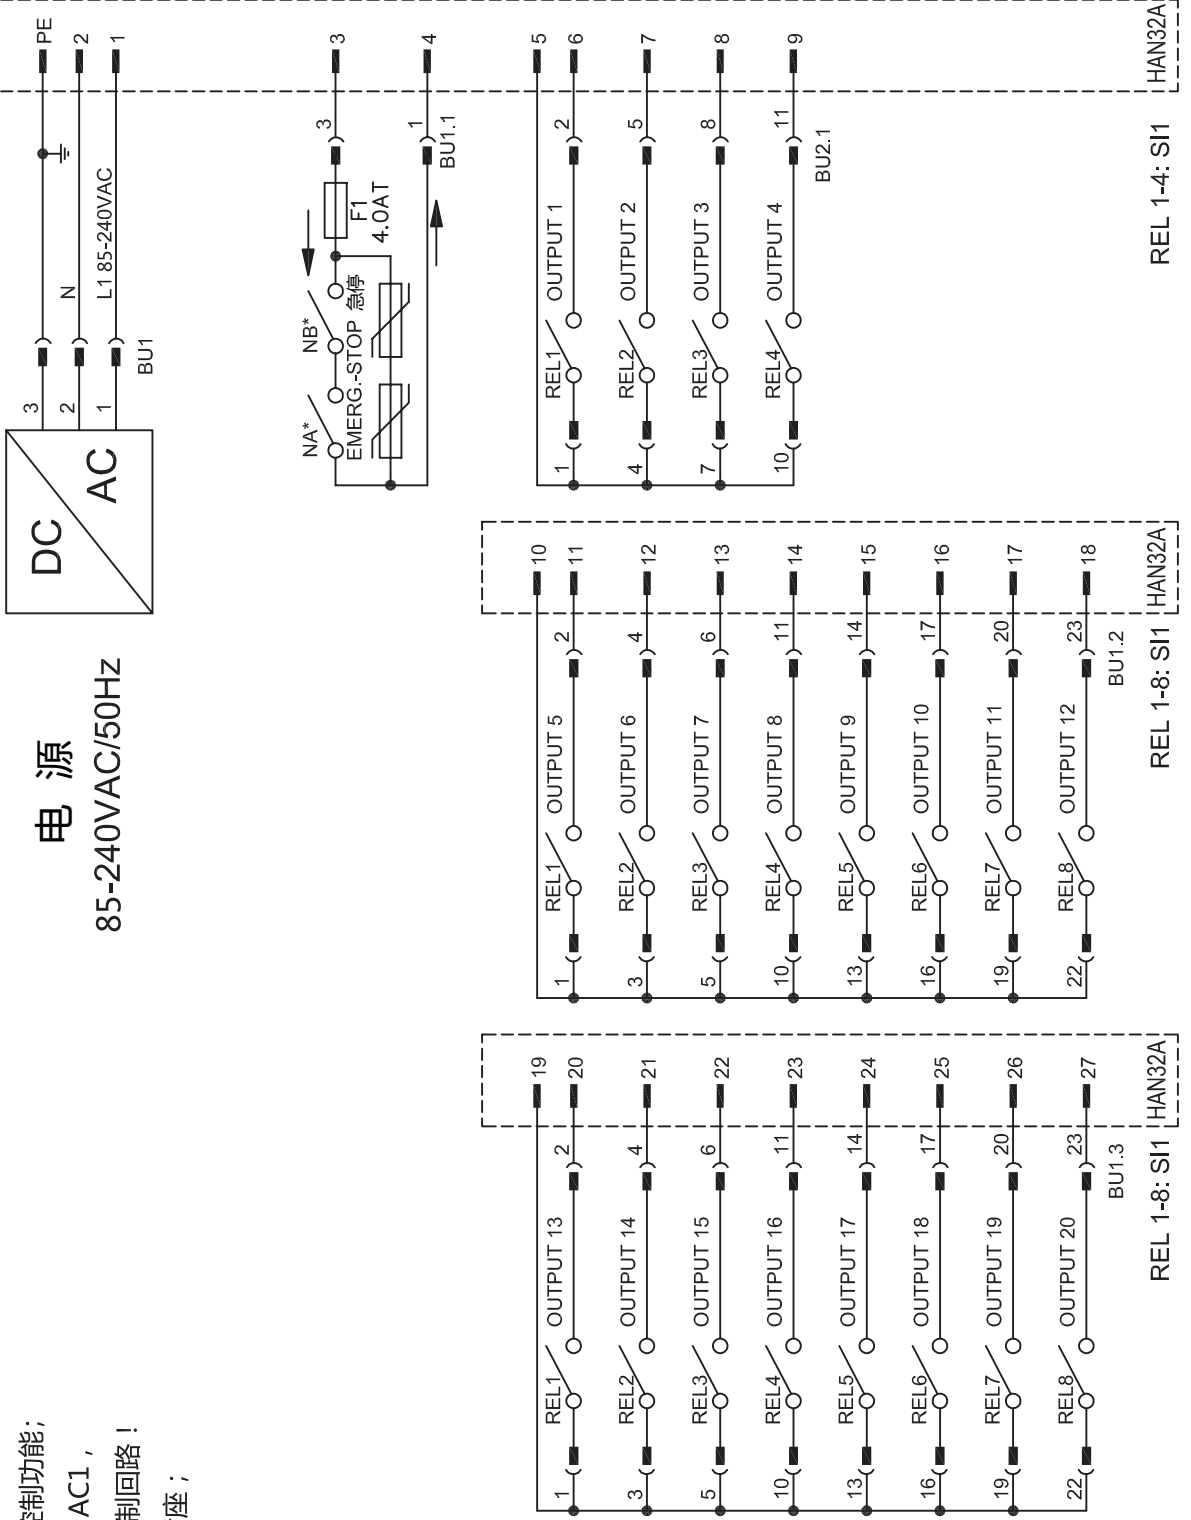 制功能；
AC1，
制回路！
座；
电 源
85-240VAC/50Hz
DC
AC
3
PE
2
N
2
1
L1 85-240VAC
1
BU1
NA*
NB*
3
3
EMERG.-STOP 急停
F1
4.0AT
1
4
BU1.1
19
1
REL1
OUTPUT 13
2
20
3
REL2
OUTPUT 14
4
21
5
REL3
OUTPUT 15
6
22
10
REL4
OUTPUT 16
11
23
13
REL5
OUTPUT 17
14
24
16
REL6
OUTPUT 18
17
25
19
REL7
OUTPUT 19
20
26
22
REL8
OUTPUT 20
23
27
BU1.3
REL 1-8: SI1
HAN32A
10
1
REL1
OUTPUT 5
2
11
3
REL2
OUTPUT 6
4
12
5
REL3
OUTPUT 7
6
13
10
REL4
OUTPUT 8
11
14
13
REL5
OUTPUT 9
14
15
16
REL6
OUTPUT 10
17
16
19
REL7
OUTPUT 11
20
17
22
REL8
OUTPUT 12
23
18
BU1.2
REL 1-8: SI1
HAN32A
5
1
REL1
OUTPUT 1
2
6
4
REL2
OUTPUT 2
5
7
7
REL3
OUTPUT 3
8
8
10
REL4
OUTPUT 4
11
9
BU2.1
REL 1-4: SI1
HAN32A